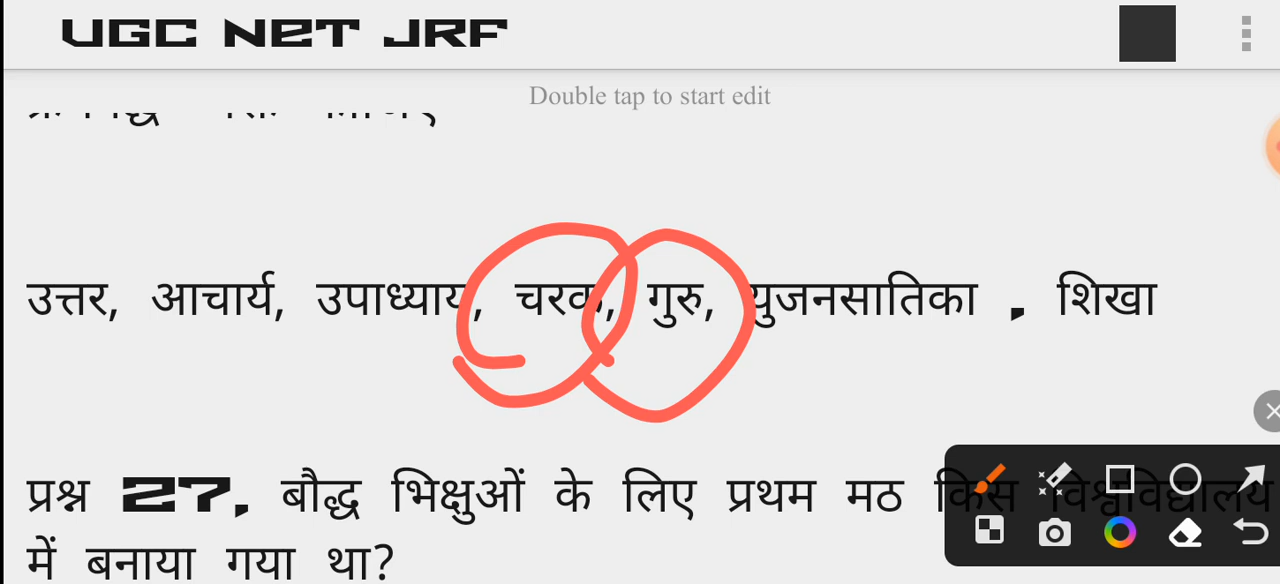 UGC NET JRF
Double tap to start edit
उत्तर, आचार्य, उपाध्याय, चरक, गुरु, युजनसातिका , शिखा
प्रश्न 27, बौद्ध भिक्षुओं के लिए प्रथम मठ किस विश्वविद्यालय
में बनाया गया था?